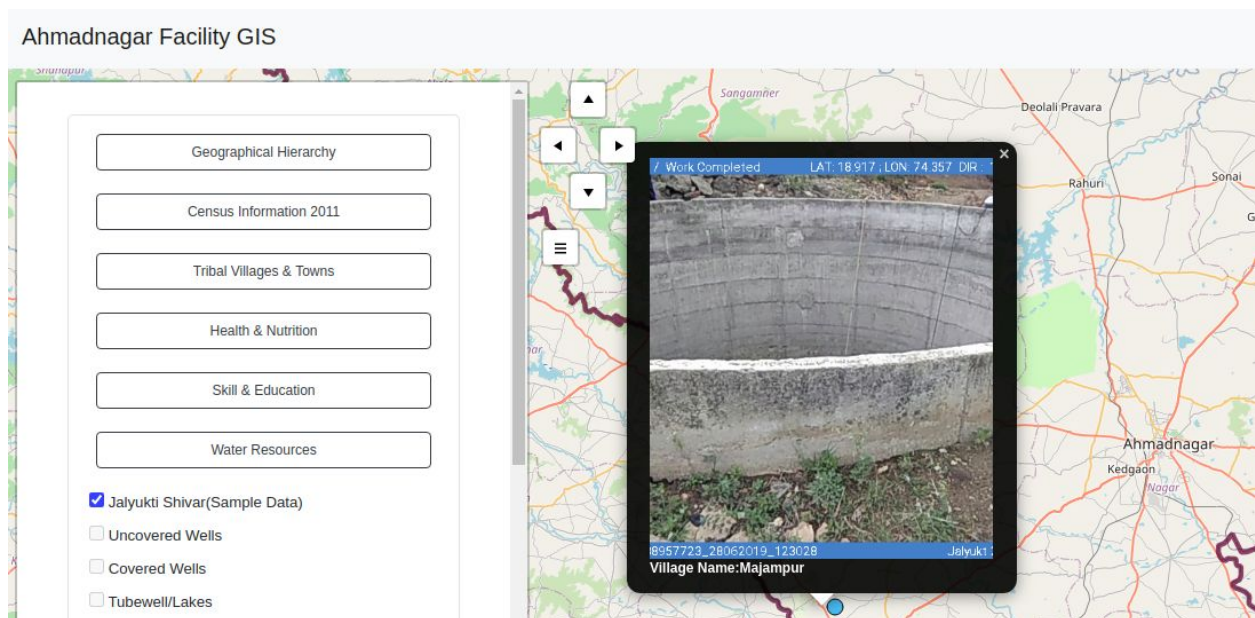 Ahmadnagar Facility GIS
Geographical Hierarchy
Census Information 2011
Tribal Villages & Towns
Health & Nutrition
Skill & Education
Water Resources
Jalyukti Shivar(Sample Data)
Uncovered Wells
Covered Wells
Tubewell/Lakes
Sangamner
Deolali Pravara
Rahuri
Sonai
Ahmadnagar
Kedgaon
Nagar
/ Work Completed LAT: 18.917 ; LON: 74.357 DIR :
38957723_28062019_123028 Jalyukt
Village Name:Majampur